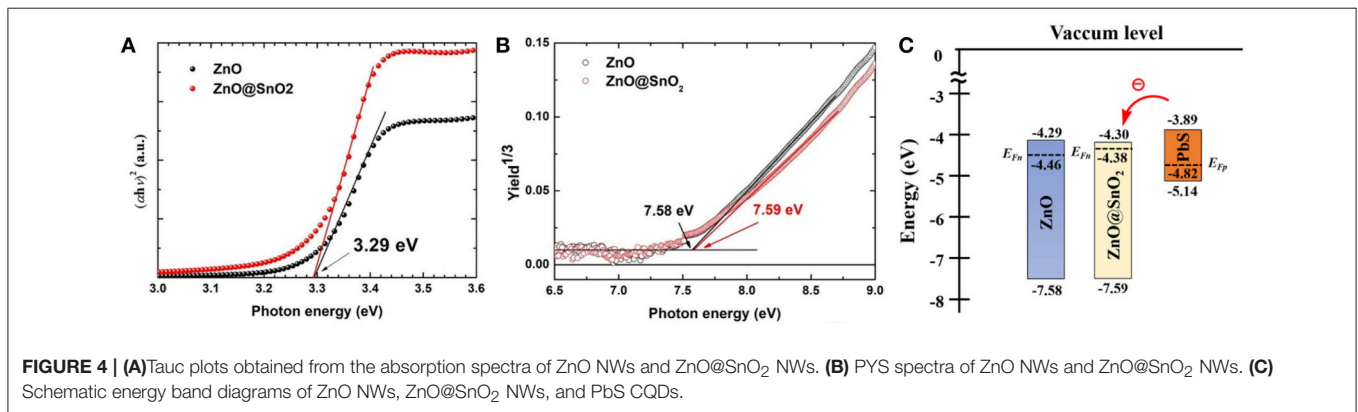 A
(αhν)² (a.u.)
ZnO
ZnO@SnO2
3.29 eV
3.0 3.1 3.2 3.3 3.4 3.5 3.6
Photon energy (eV)
B
Yield^1/3
0.15
0.10
0.05
0.00
ZnO
ZnO@SnO₂
7.58 eV
7.59 eV
6.5 7.0 7.5 8.0 8.5 9.0
Photon energy (eV)
C
Vaccum level
Energy (eV)
0
-3
-4
-5
-6
-7
-8
-4.29
E_Fn
-4.46
ZnO
-7.58
-4.30
E_Fn
-4.38
ZnO@SnO₂
-7.59
⊖
-3.89
PbS
-4.82
E_Fp
-5.14
FIGURE 4 | (A)Tauc plots obtained from the absorption spectra of ZnO NWs and ZnO@SnO₂ NWs. (B) PYS spectra of ZnO NWs and ZnO@SnO₂ NWs. (C)
Schematic energy band diagrams of ZnO NWs, ZnO@SnO₂ NWs, and PbS CQDs.